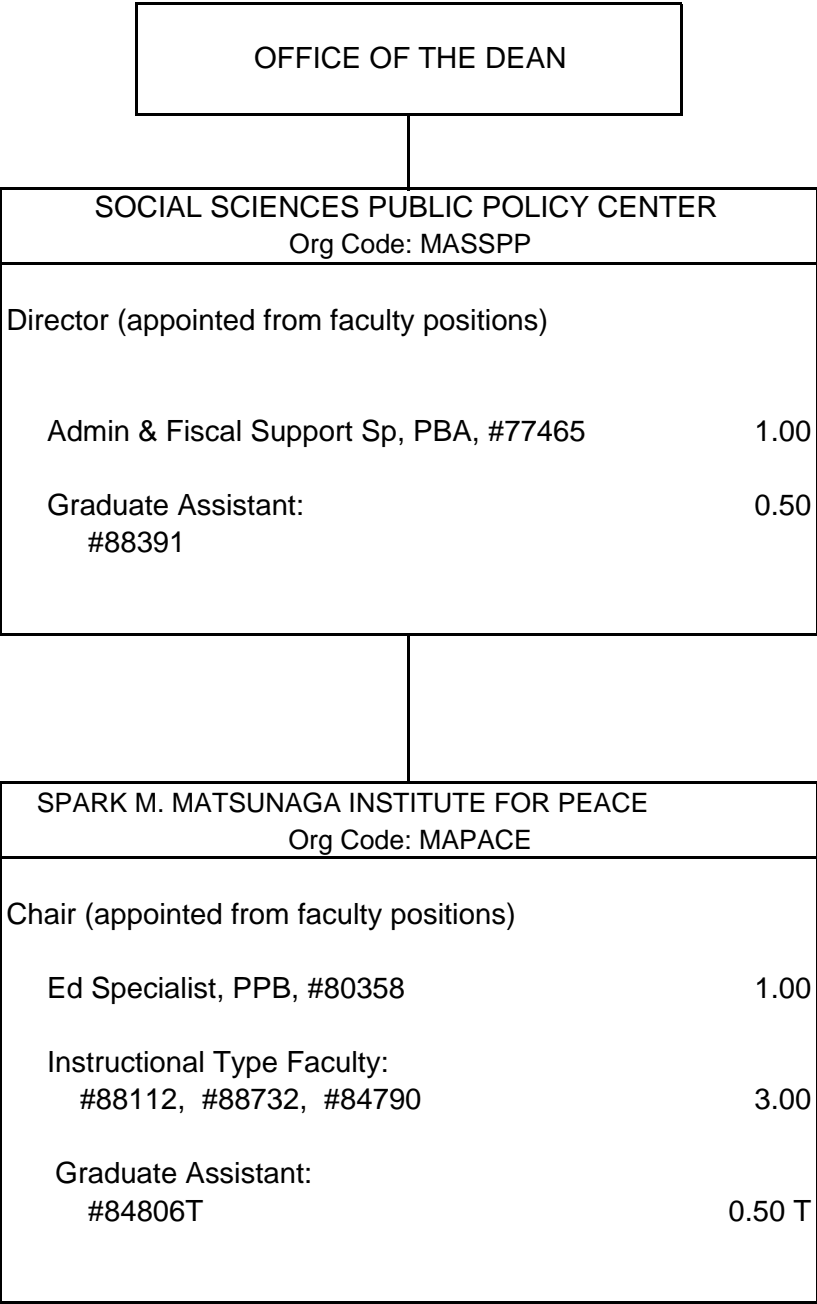 OFFICE OF THE DEAN
SOCIAL SCIENCES PUBLIC POLICY CENTER
Org Code: MASSPP
Director (appointed from faculty positions)
Admin & Fiscal Support Sp, PBA, #77465 1.00
Graduate Assistant: 0.50
#88391
SPARK M. MATSUNAGA INSTITUTE FOR PEACE
Org Code: MAPACE
Chair (appointed from faculty positions)
Ed Specialist, PPB, #80358 1.00
Instructional Type Faculty:
#88112, #88732, #84790 3.00
Graduate Assistant:
#84806T 0.50 T